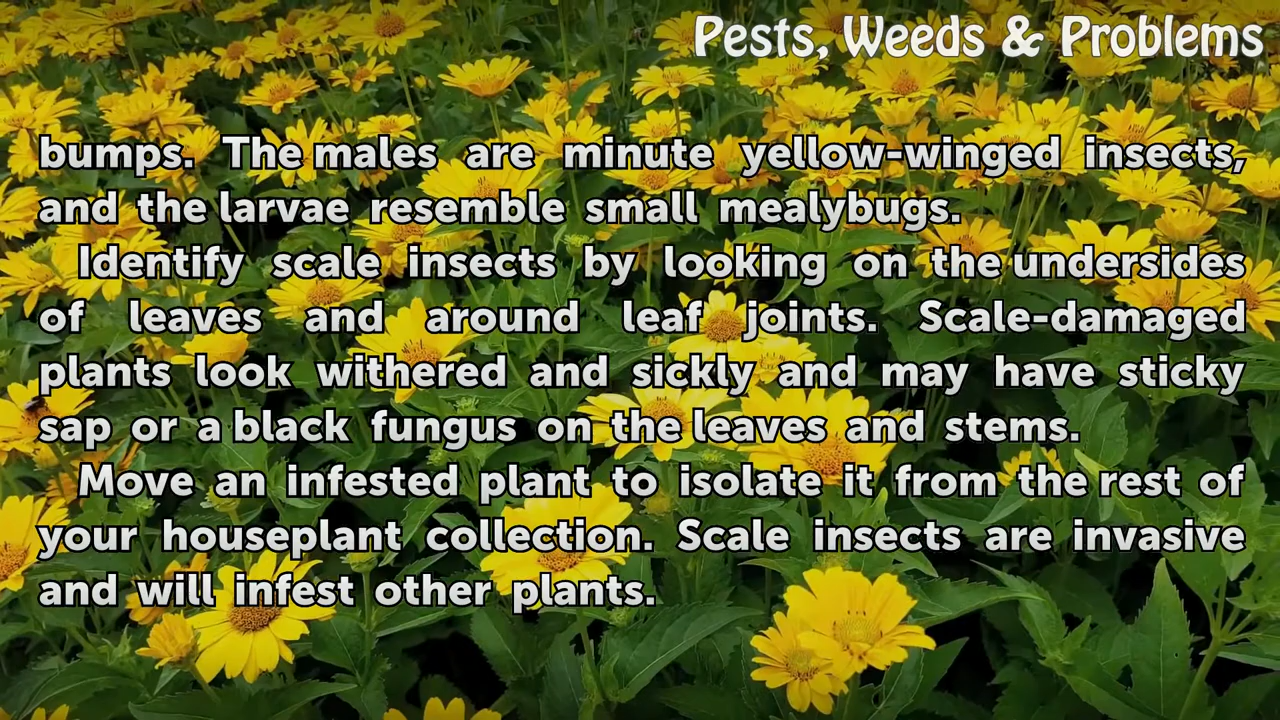 Pests, Weeds & Problems
bumps. The males are minute yellow-winged insects,
and the larvae resemble small mealybugs.
Identify scale insects by looking on the undersides
of leaves and around leaf joints. Scale-damaged
plants look withered and sickly and may have sticky
sap or a black fungus on the leaves and stems.
Move an infested plant to isolate it from the rest of
your houseplant collection. Scale insects are invasive
and will infest other plants.